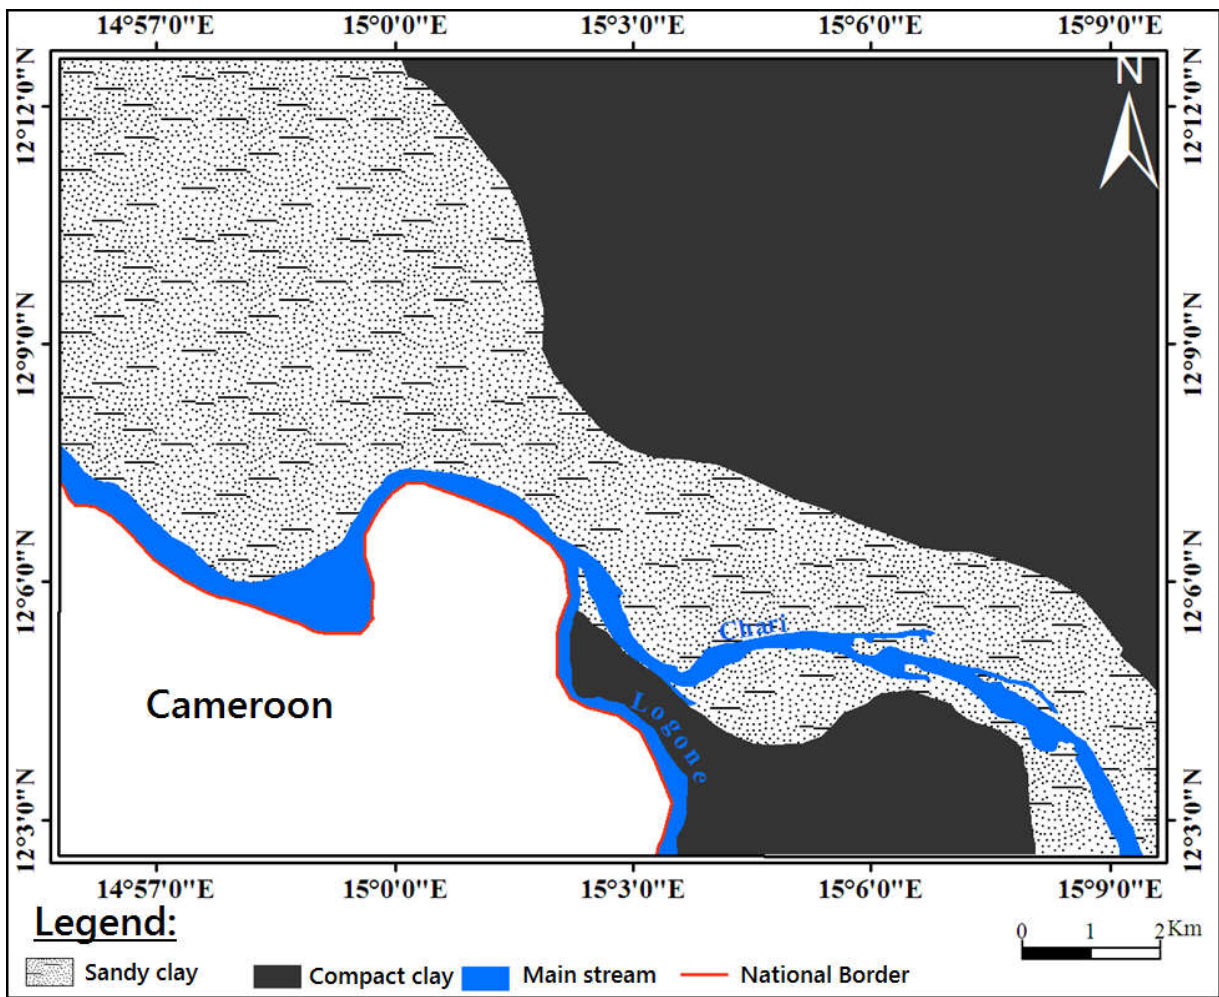 14°57'0"E 15°0'0"E 15°3'0"E 15°6'0"E 15°9'0"E
N
12°12'0"N 12°12'0"N
12°9'0"N 12°9'0"N
12°6'0"N 12°6'0"N
Chari
Cameroon
Logone
12°3'0"N 12°3'0"N
14°57'0"E 15°0'0"E 15°3'0"E 15°6'0"E 15°9'0"E
Legend:
0 1 2 Km
Sandy clay Compact clay Main stream National Border